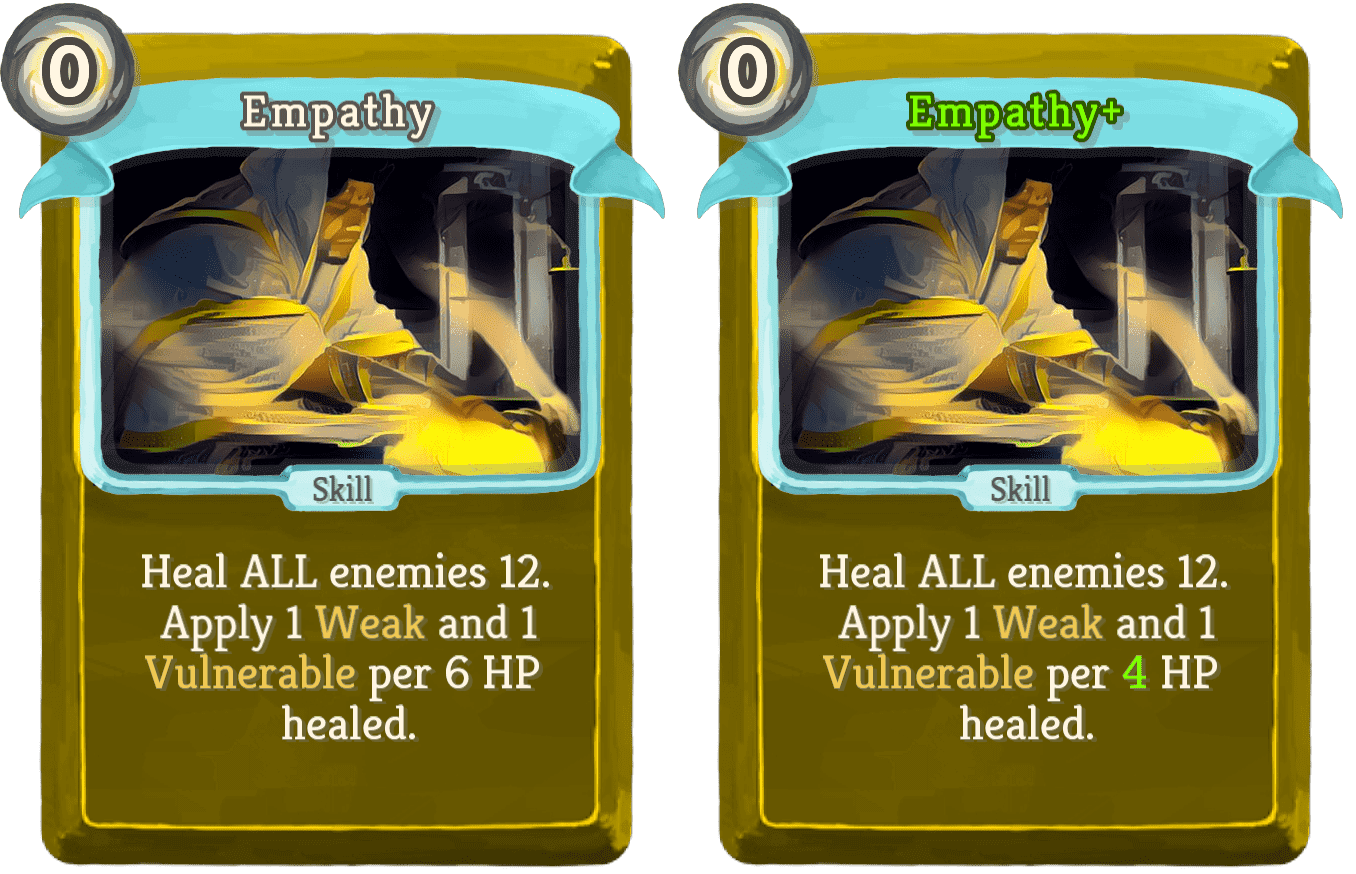 0
Empathy
Skill
Heal ALL enemies 12.
Apply 1 Weak and 1
Vulnerable per 6 HP
healed.
0
Empathy+
Skill
Heal ALL enemies 12.
Apply 1 Weak and 1
Vulnerable per 4 HP
healed.